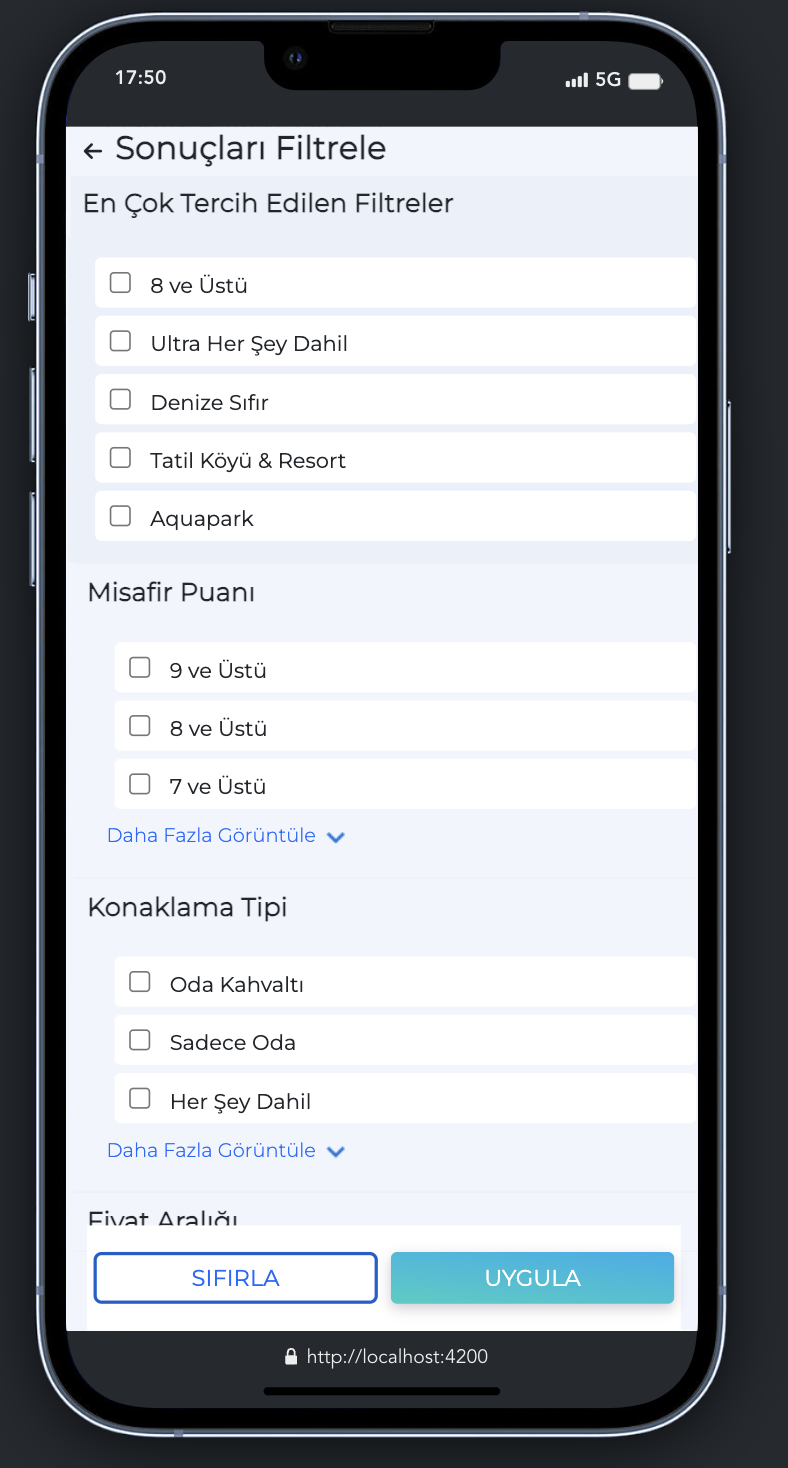 17:50
5G
Sonuçları Filtrele
En Çok Tercih Edilen Filtreler
8 ve Üstü
Ultra Her Şey Dahil
Denize Sıfır
Tatil Köyü & Resort
Aquapark
Misafir Puanı
9 ve Üstü
8 ve Üstü
7 ve Üstü
Daha Fazla Görüntüle
Konaklama Tipi
Oda Kahvaltı
Sadece Oda
Her Şey Dahil
Daha Fazla Görüntüle
Fiyat Aralığı
SIFIRLA
UYGULA
http://localhost:4200